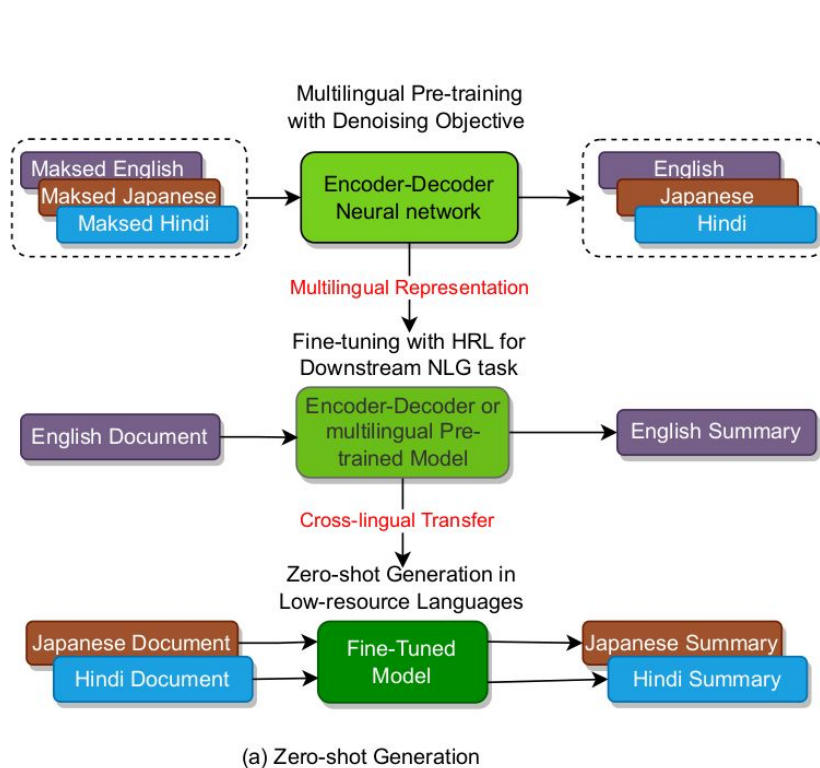 Multilingual Pre-training
with Denoising Objective
Maksed English
Maksed Japanese
Maksed Hindi
Encoder-Decoder
Neural network
English
Japanese
Hindi
Multilingual Representation
Fine-tuning with HRL for
Downstream NLG task
English Document
Encoder-Decoder or
multilingual Pre-
trained Model
English Summary
Cross-lingual Transfer
Zero-shot Generation in
Low-resource Languages
Japanese Document
Hindi Document
Fine-Tuned
Model
Japanese Summary
Hindi Summary
(a) Zero-shot Generation